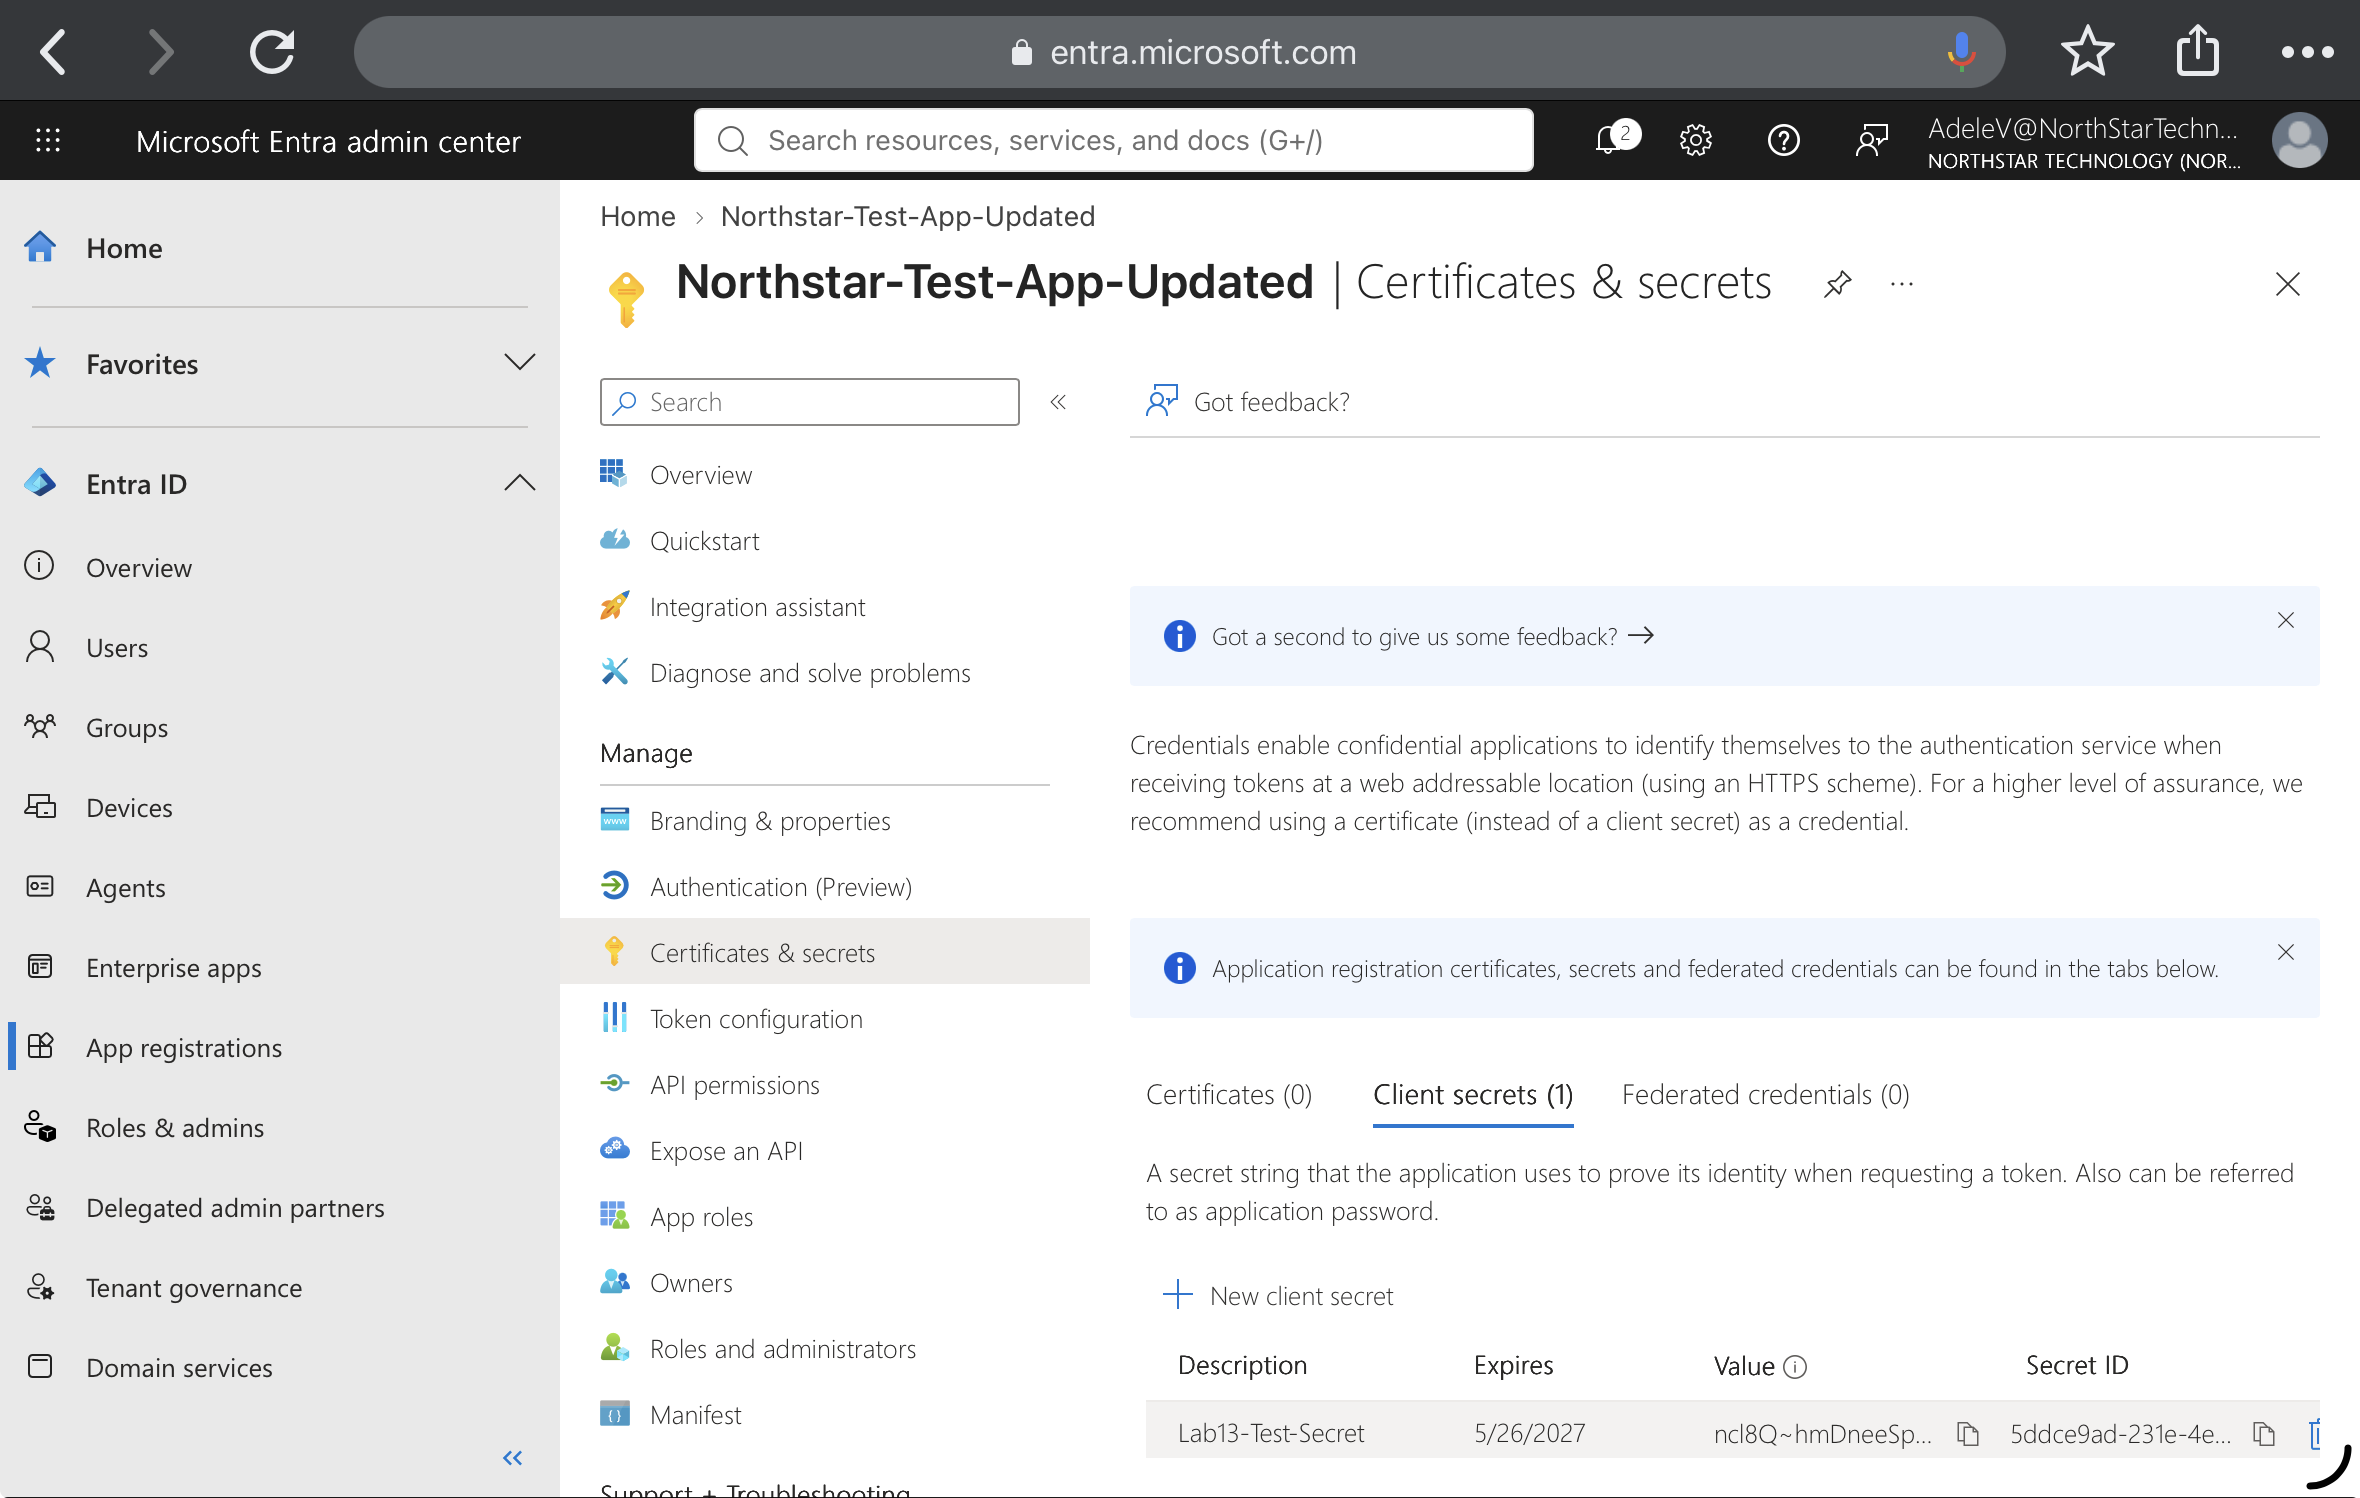 entra.microsoft.com
Microsoft Entra admin center
Search resources, services, and docs (G+/)
2
AdeleV@NorthStarTechn...
NORTHSTAR TECHNOLOGY (NOR...
Home
Favorites
Entra ID
Overview
Users
Groups
Devices
Agents
Enterprise apps
App registrations
Roles & admins
Delegated admin partners
Tenant governance
Domain services
Home > Northstar-Test-App-Updated
Northstar-Test-App-Updated | Certificates & secrets
Search
Overview
Quickstart
Integration assistant
Diagnose and solve problems
Manage
Branding & properties
Authentication (Preview)
Certificates & secrets
Token configuration
API permissions
Expose an API
App roles
Owners
Roles and administrators
Manifest
Support + Troubleshooting
Got feedback?
Got a second to give us some feedback? →
Credentials enable confidential applications to identify themselves to the authentication service when
receiving tokens at a web addressable location (using an HTTPS scheme). For a higher level of assurance, we
recommend using a certificate (instead of a client secret) as a credential.
Application registration certificates, secrets and federated credentials can be found in the tabs below.
Certificates (0) Client secrets (1) Federated credentials (0)
A secret string that the application uses to prove its identity when requesting a token. Also can be referred
to as application password.
New client secret
Description Expires Value Secret ID
Lab13-Test-Secret 5/26/2027 ncl8Q~hmDneeSp... 5ddce9ad-231e-4e...